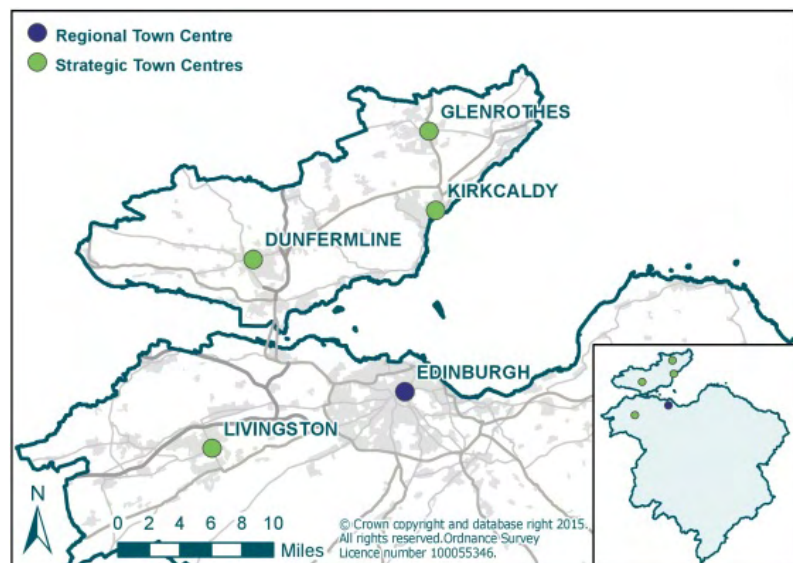 Regional Town Centre
Strategic Town Centres
GLENROTHES
KIRKCALDY
DUNFERMLINE
EDINBURGH
LIVINGSTON
N
0 2 4 6 8 10
Miles
© Crown copyright and database right 2015.
All rights reserved.Ordnance Survey
Licence number 100055346.